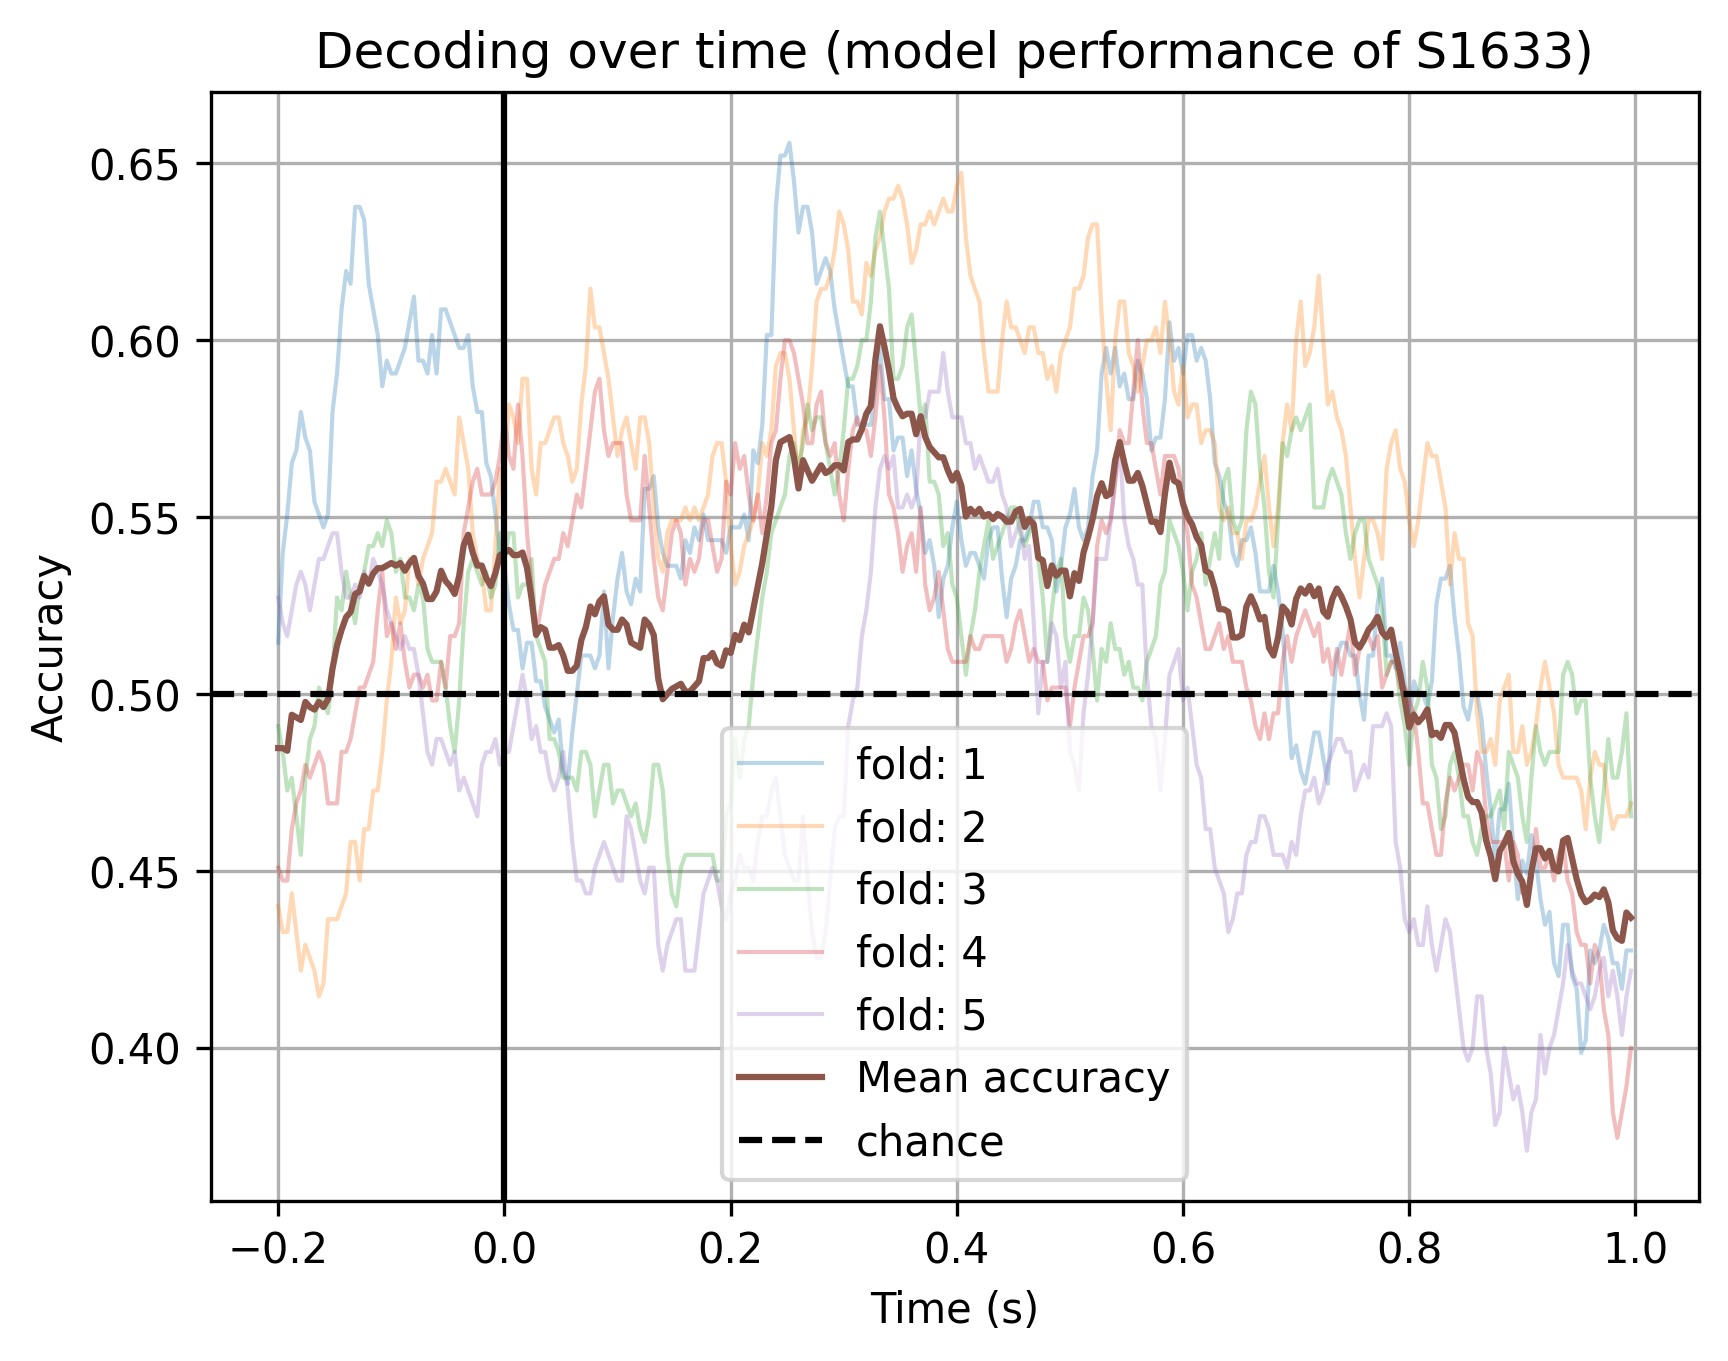 Decoding over time (model performance of S1633)
Accuracy
0.65
0.60
0.55
0.50
0.45
0.40
fold: 1
fold: 2
fold: 3
fold: 4
fold: 5
Mean accuracy
chance
−0.2 0.0 0.2 0.4 0.6 0.8 1.0
Time (s)